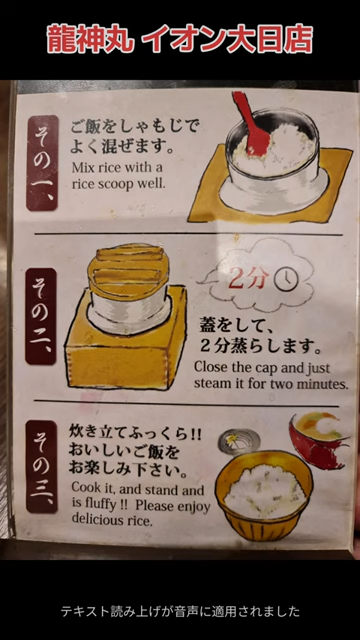 龍神丸 イオン大日店
その一、
ご飯をしゃもじで
よく混ぜます。
Mix rice with a
rice scoop well.
その二、
2分
蓋をして、
２分蒸らします。
Close the cap and just
steam it for two minutes.
その三、
炊き立てふっくら!!
おいしいご飯を
お楽しみ下さい。
Cook it, and stand and
is fluffy !! Please enjoy
delicious rice.
テキスト読み上げが音声に適用されました